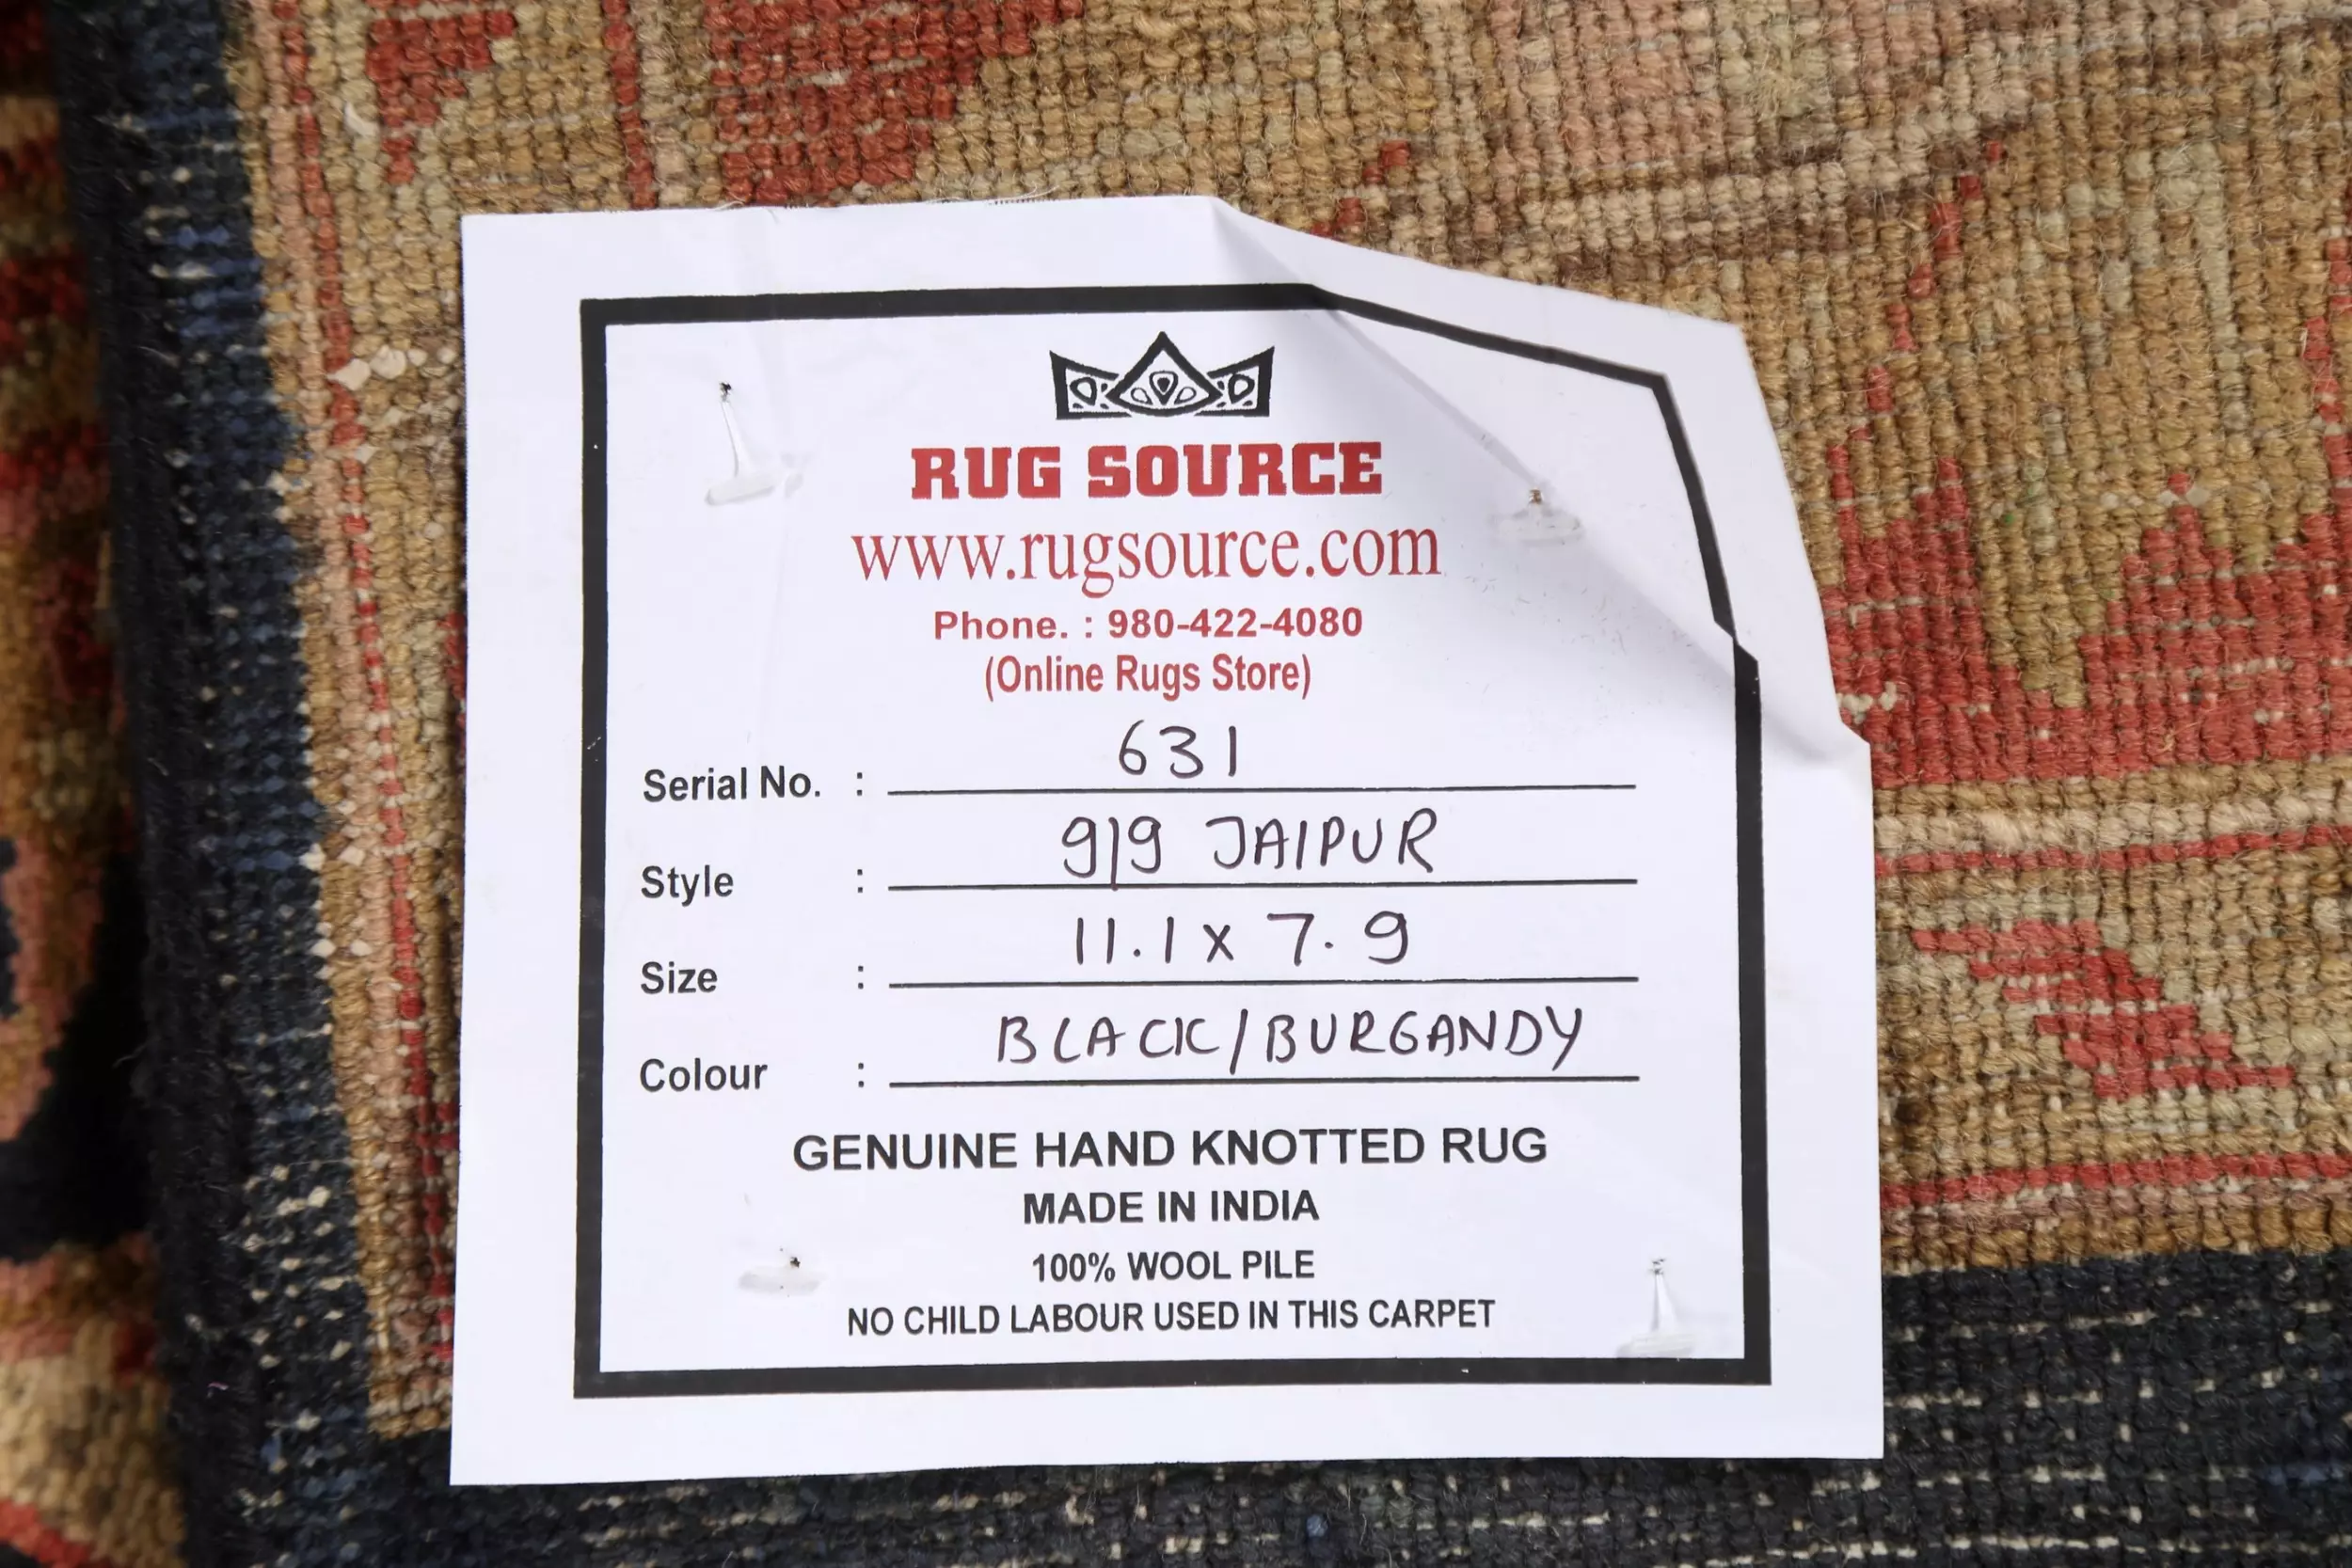 RUG SOURCE
www.rugsource.com
Phone. : 980-422-4080
(Online Rugs Store)
Serial No. : 631
Style : 9/9 JAIPUR
Size : 11.1 x 7.9
Colour : BLACK/BURGANDY
GENUINE HAND KNOTTED RUG
MADE IN INDIA
100% WOOL PILE
NO CHILD LABOUR USED IN THIS CARPET